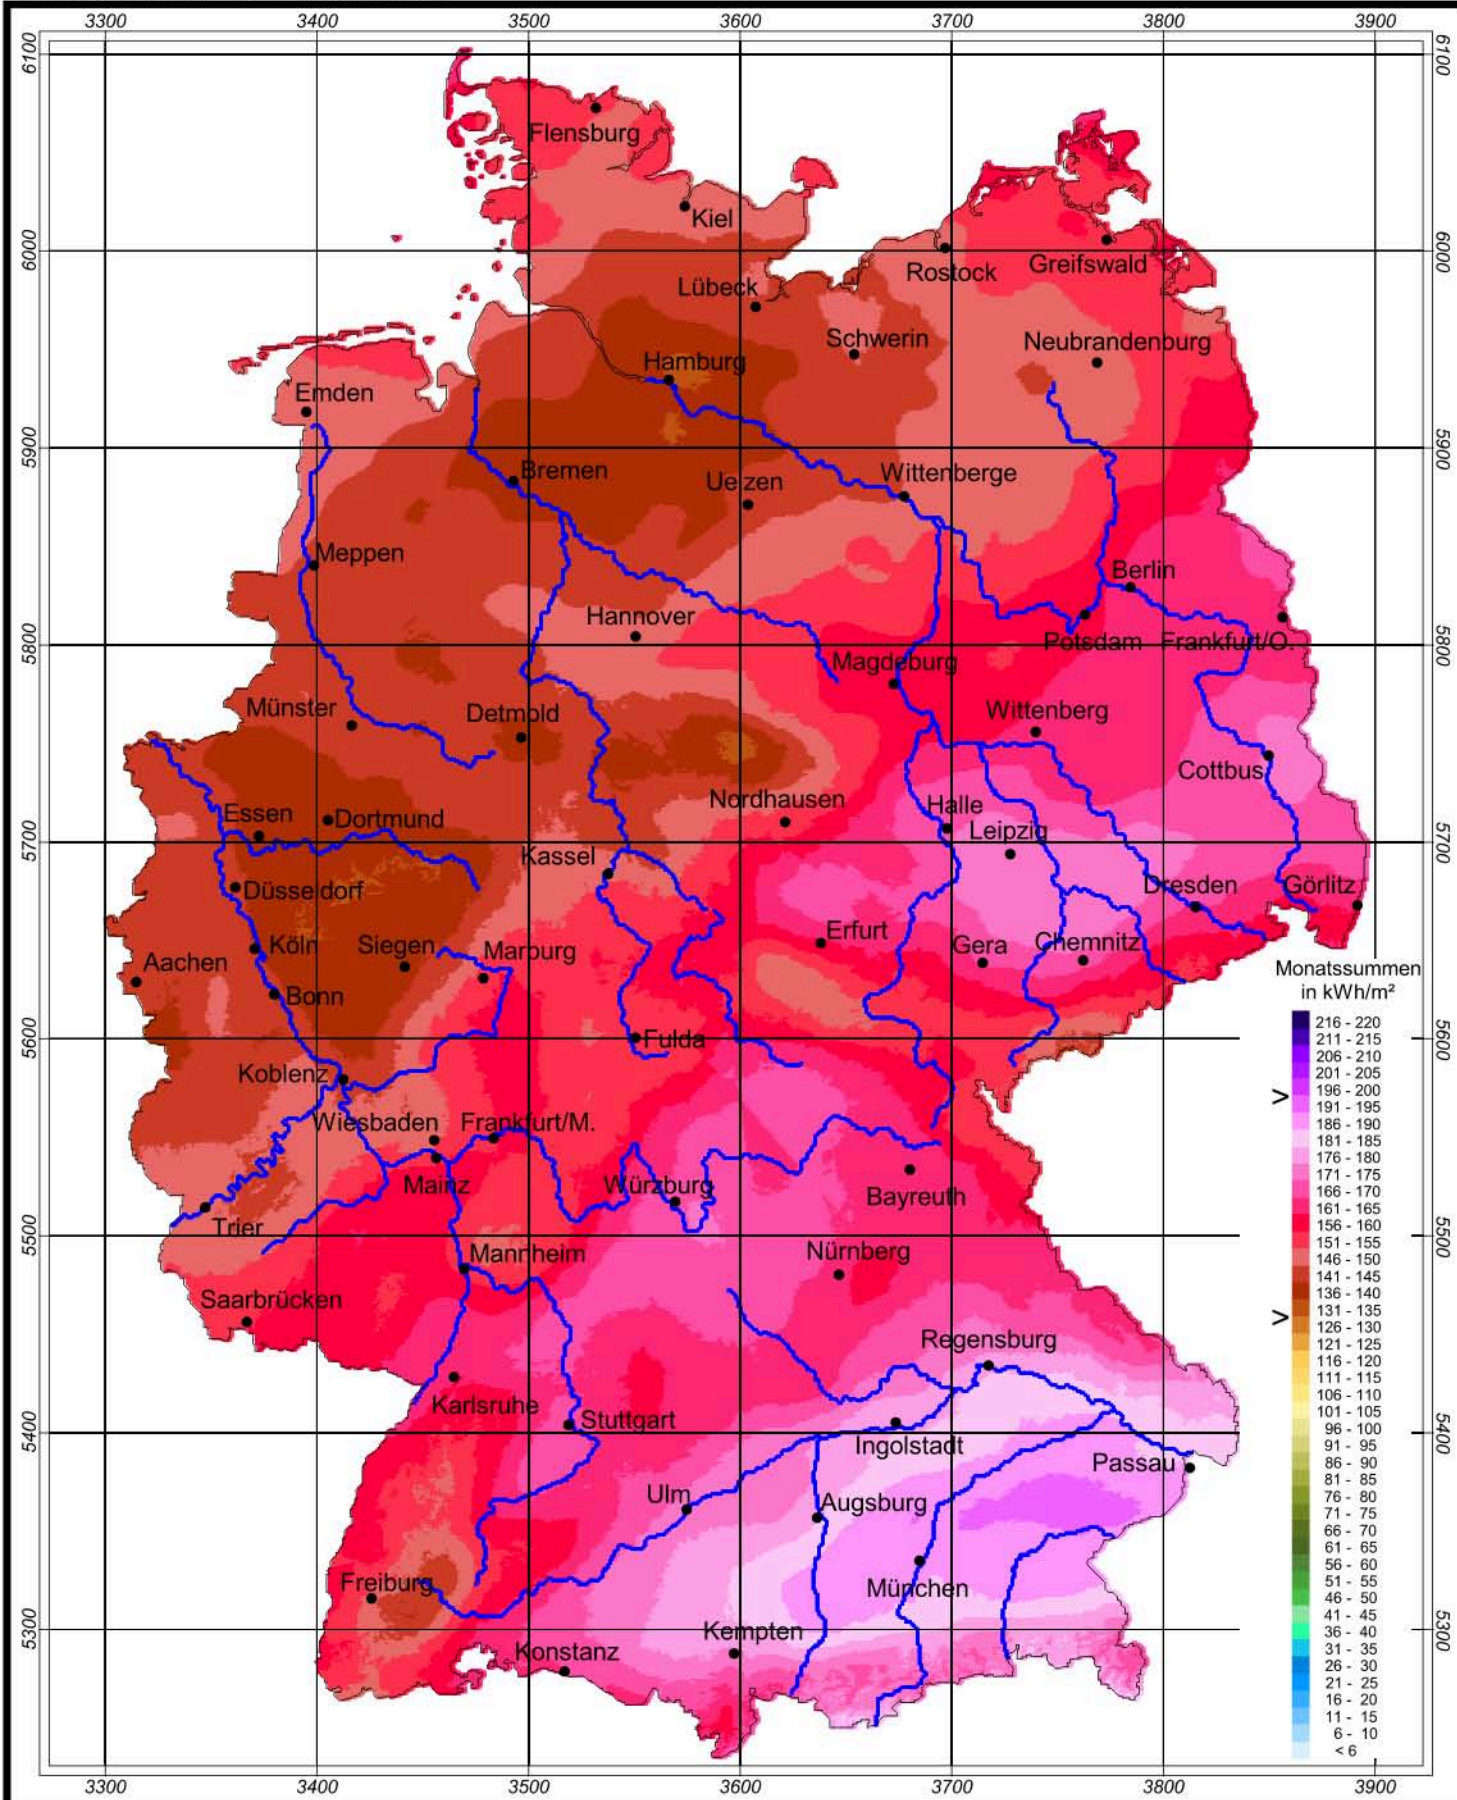 3300 3400 3500 3600 3700 3800 3900
6100 6100
Flensburg
Kiel
6000 Rostock Greifswald 6000
Lübeck
Schwerin Neubrandenburg
Hamburg
Emden
5900 5900
Bremen Uelzen Wittenberge
Meppen Berlin
Hannover
5800 Potsdam Frankfurt/O. 5800
Magdeburg
Münster Detmold Wittenberg
Cottbus
Nordhausen Halle
Essen Dortmund Leipzig
5700 5700
Kassel
Düsseldorf Dresden Görlitz
Köln Siegen Marburg Erfurt Gera Chemnitz
Aachen
Bonn
5600 Fulda 5600
Koblenz
Wiesbaden Frankfurt/M.
Mainz Würzburg Bayreuth
Trier
5500 5500
Mannheim Nürnberg
Saarbrücken
Regensburg
Karlsruhe Stuttgart
5400 5400
Ingolstadt
Passau
Ulm Augsburg
Freiburg München
5300 Kempten 5300
Konstanz
Monatssummen
in kWh/m²
216 - 220
211 - 215
206 - 210
201 - 205
196 - 200
>
191 - 195
186 - 190
181 - 185
176 - 180
171 - 175
166 - 170
161 - 165
156 - 160
151 - 155
146 - 150
141 - 145
136 - 140
131 - 135
>
126 - 130
121 - 125
116 - 120
111 - 115
106 - 110
101 - 105
96 - 100
91 - 95
86 - 90
81 - 85
76 - 80
71 - 75
66 - 70
61 - 65
56 - 60
51 - 55
46 - 50
41 - 45
36 - 40
31 - 35
26 - 30
21 - 25
16 - 20
11 - 15
6 - 10
< 6
3300 3400 3500 3600 3700 3800 3900